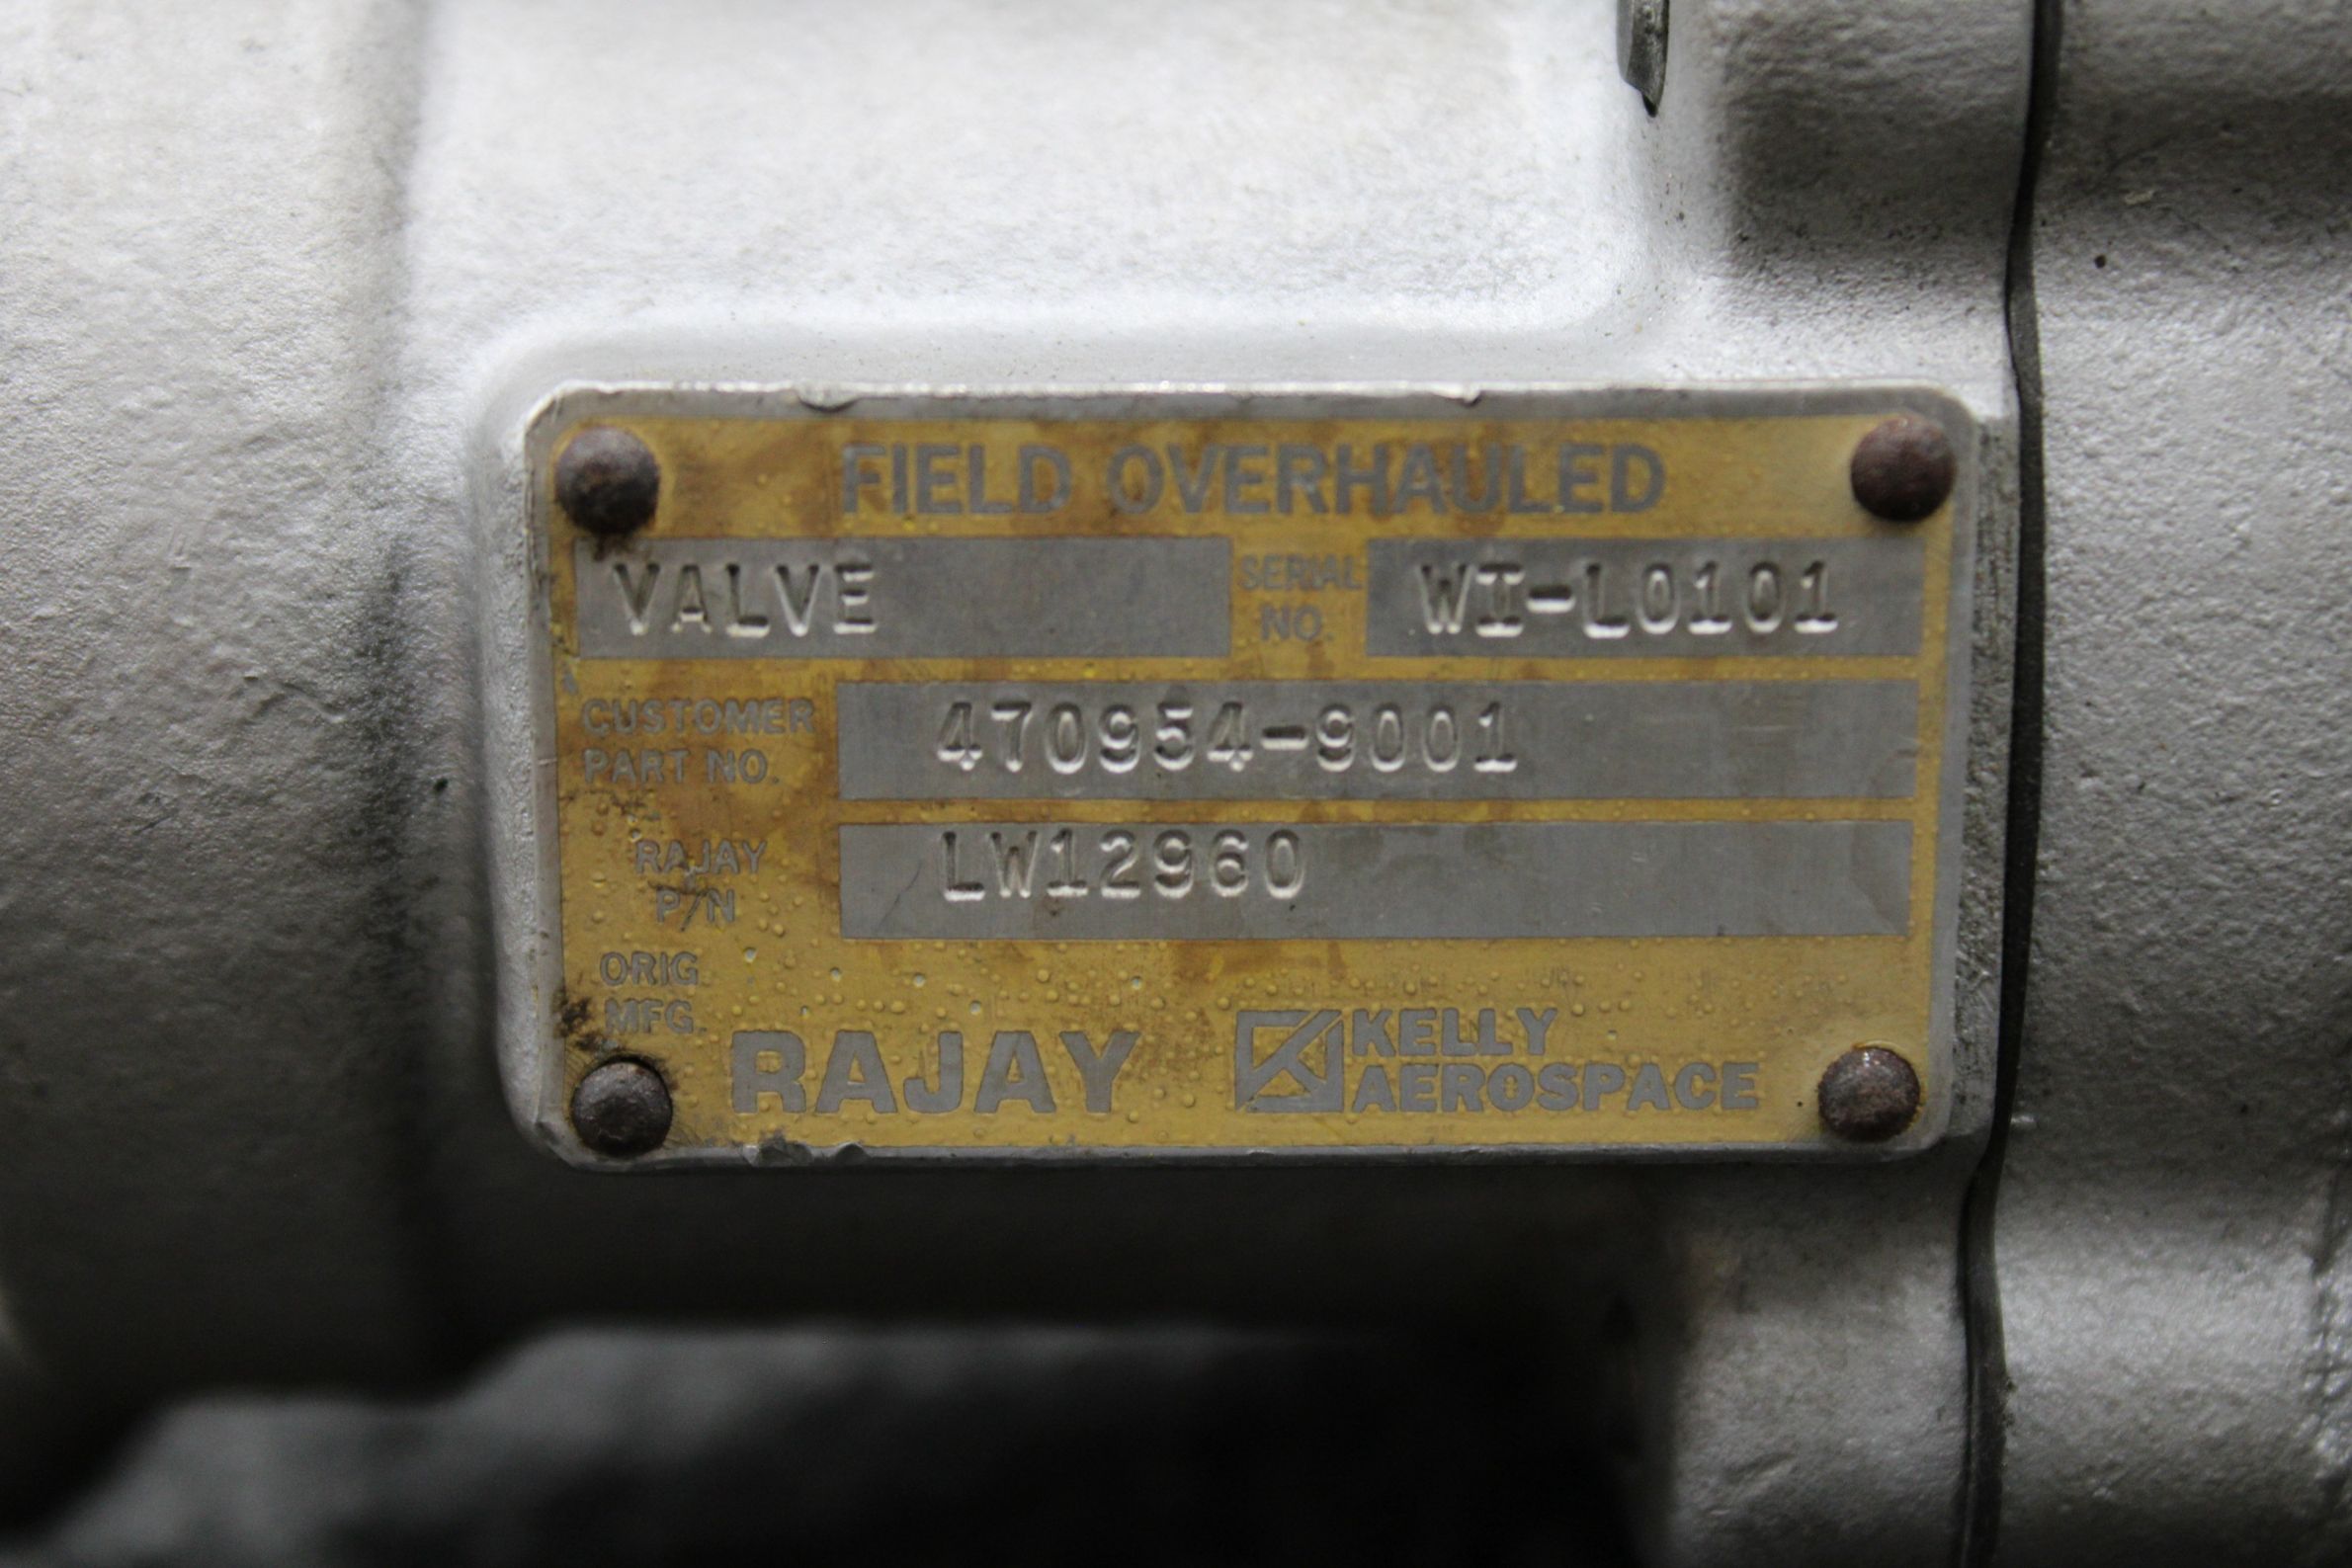 FIELD OVERHAULED
VALVE SERIAL NO. WI-L0101
CUSTOMER PART NO. 470954-9001
RAJAY P/N LW12960
ORIG. MFG. RAJAY KELLY AEROSPACE